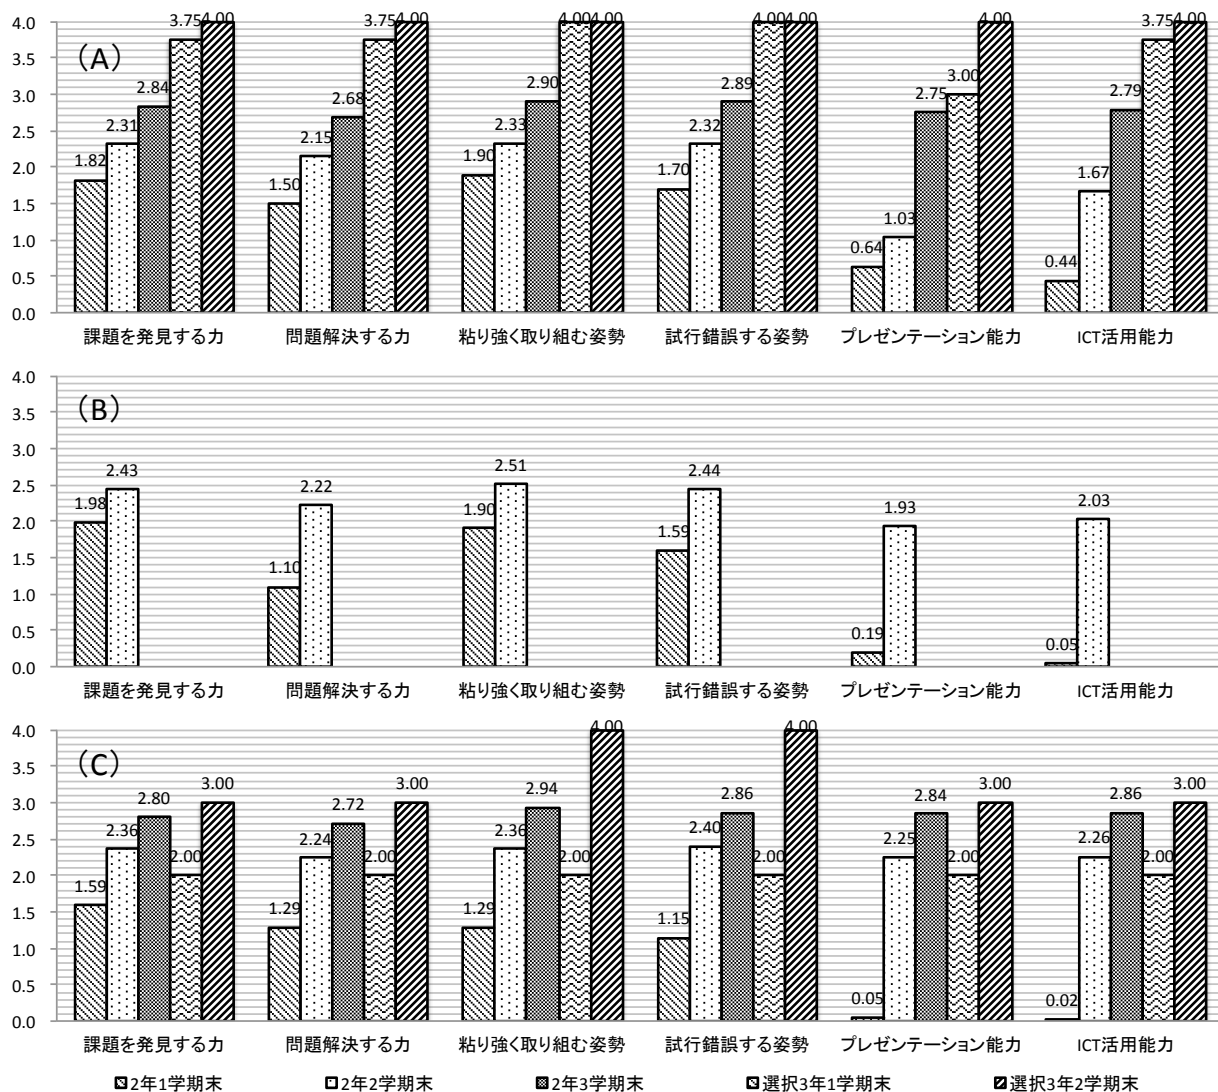 4.0
3.5
3.0
2.5
2.0
1.5
1.0
0.5
0.0
(A)
1.82 2.31 2.84 3.75 4.00
1.50 2.15 2.68 3.75 4.00
1.90 2.33 2.90 4.00 4.00
1.70 2.32 2.89 4.00 4.00
0.64 1.03 2.75 3.00 4.00
0.44 1.67 2.79 3.75 4.00
課題を発見する力 問題解決する力 粘り強く取り組む姿勢 試行錯誤する姿勢 プレゼンテーション能力 ICT活用能力
4.0
3.5
3.0
2.5
2.0
1.5
1.0
0.5
0.0
(B)
1.98 2.43
1.10 2.22
1.90 2.51
1.59 2.44
0.19 1.93
0.05 2.03
課題を発見する力 問題解決する力 粘り強く取り組む姿勢 試行錯誤する姿勢 プレゼンテーション能力 ICT活用能力
4.0
3.5
3.0
2.5
2.0
1.5
1.0
0.5
0.0
(C)
1.59 2.36 2.80 2.00 3.00
1.29 2.24 2.72 2.00 3.00
1.29 2.36 2.94 2.00 4.00
1.15 2.40 2.86 2.00 4.00
0.05 2.25 2.84 2.00 3.00
0.02 2.26 2.86 2.00 3.00
課題を発見する力 問題解決する力 粘り強く取り組む姿勢 試行錯誤する姿勢 プレゼンテーション能力 ICT活用能力
2年1学期末 2年2学期末 2年3学期末 選択3年1学期末 選択3年2学期末